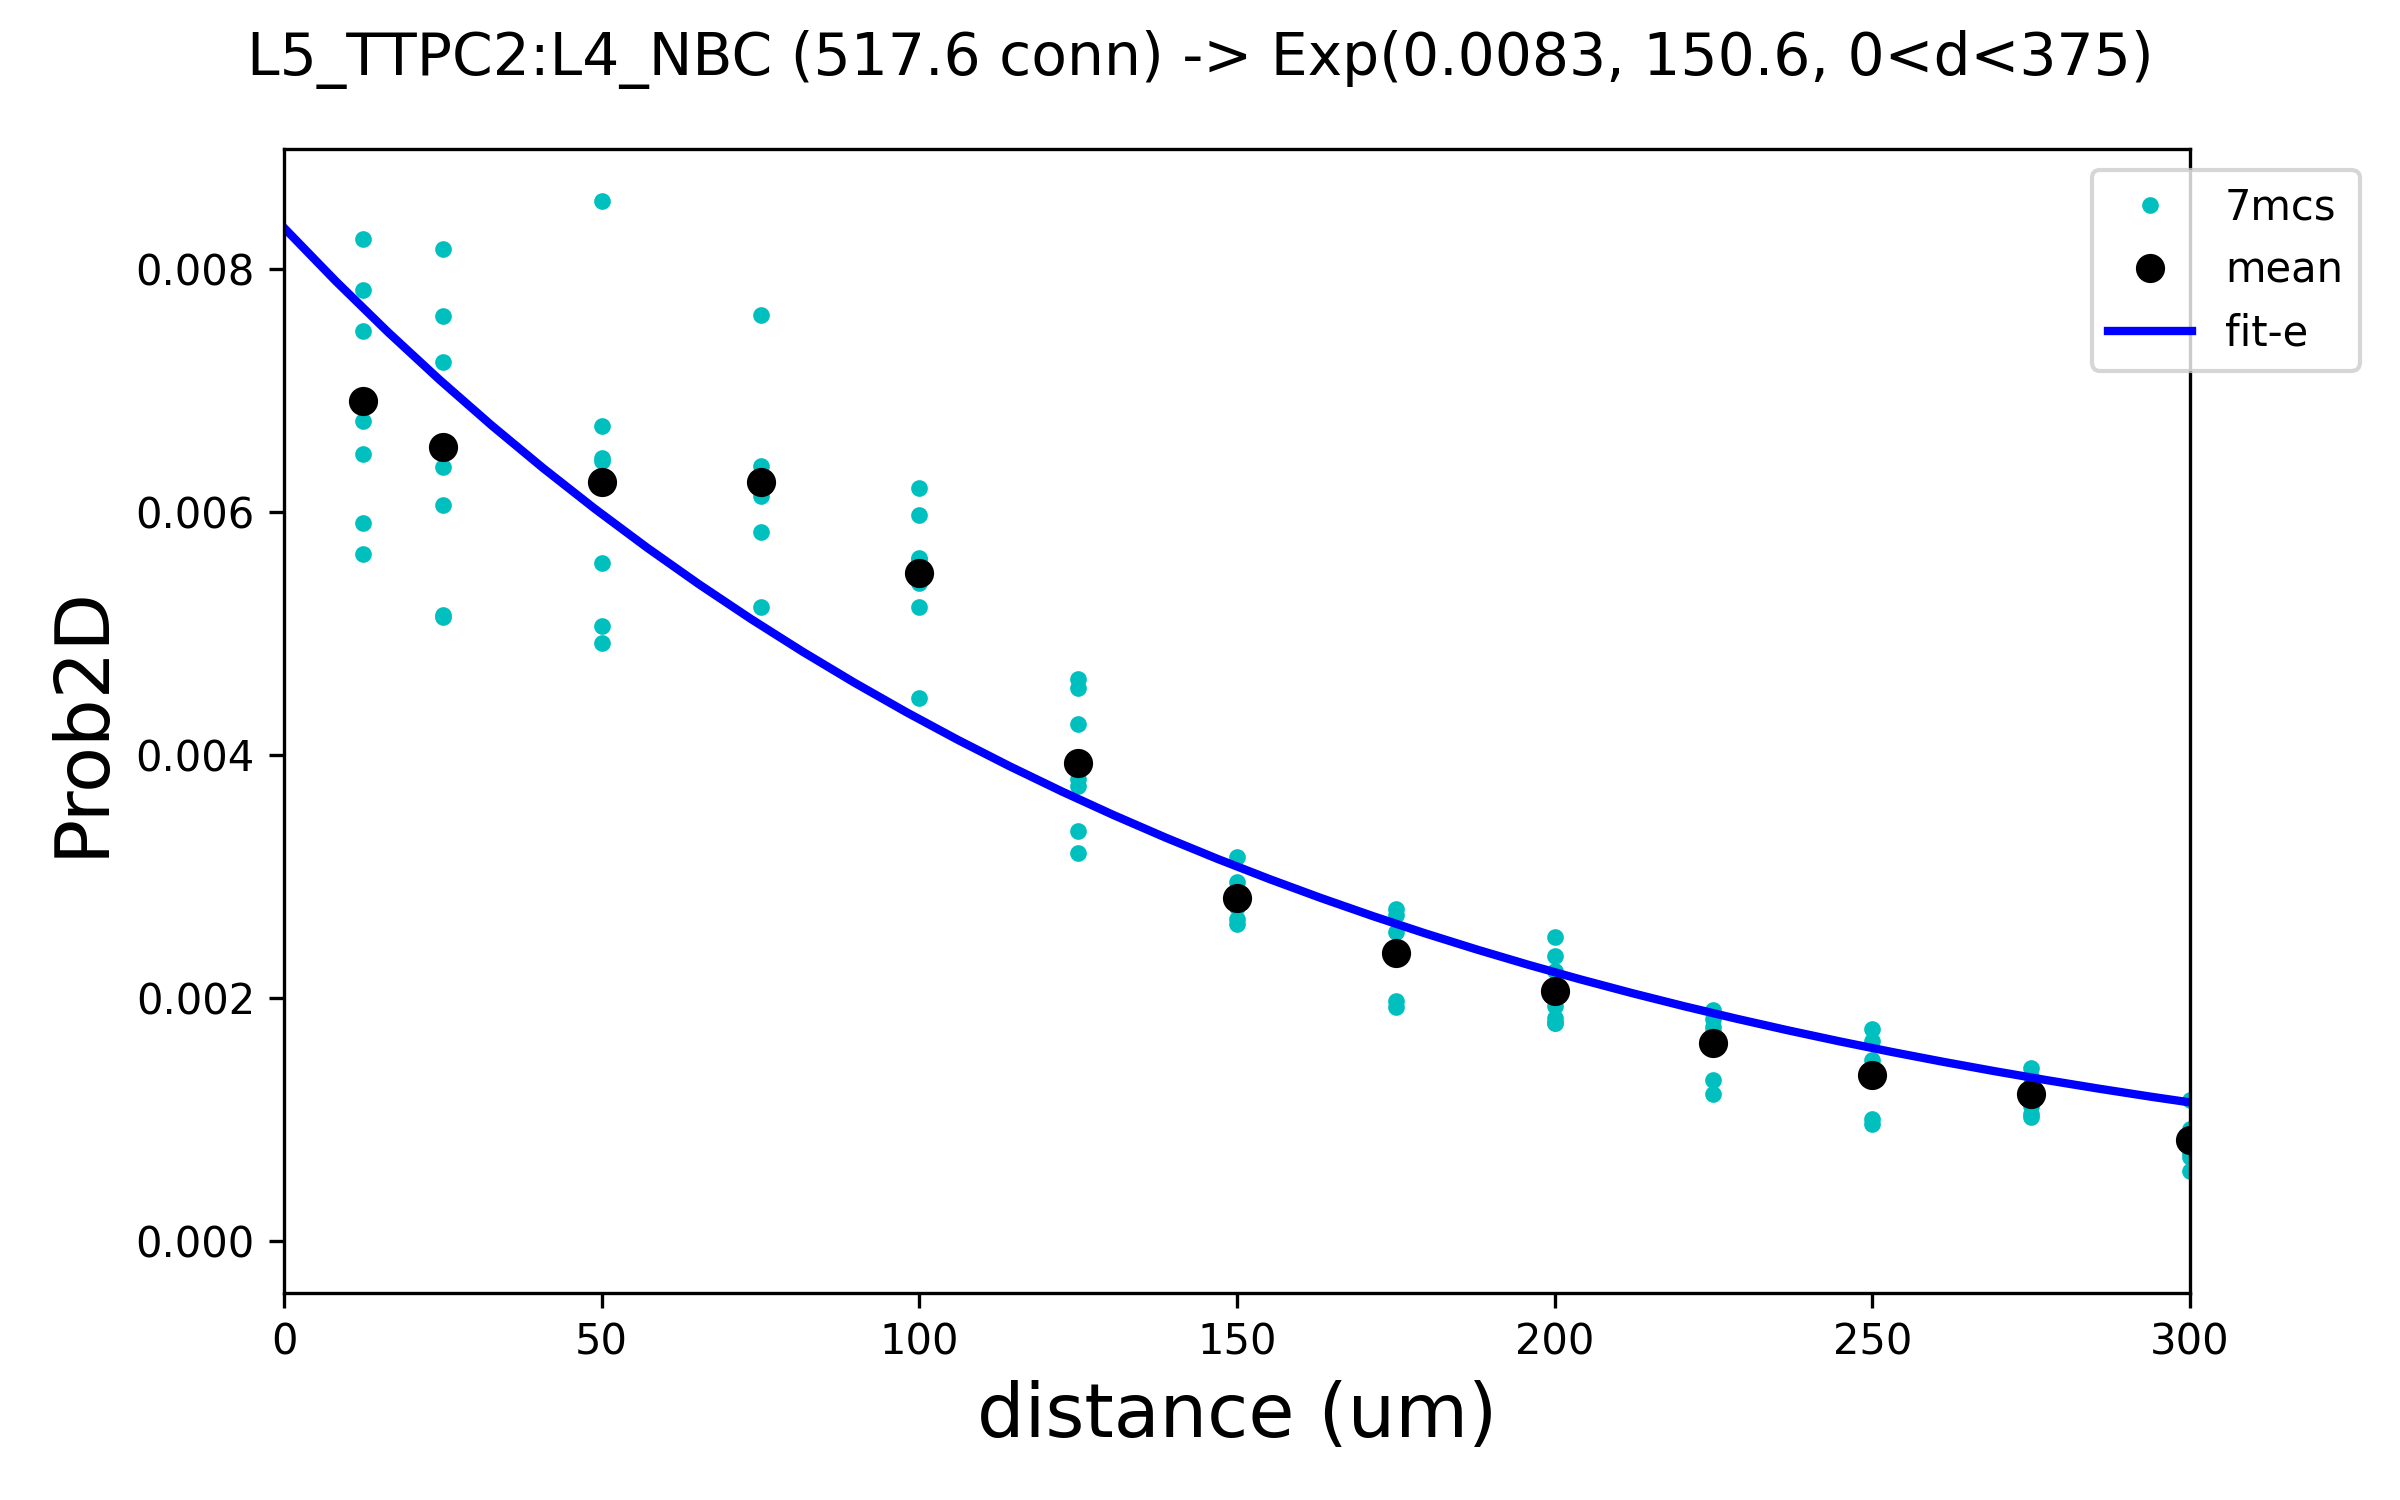 L5_TTPC2:L4_NBC (517.6 conn) -> Exp(0.0083, 150.6, 0<d<375)
7mcs
mean
fit-e
Prob2D
0.008
0.006
0.004
0.002
0.000
0 50 100 150 200 250 300
distance (um)